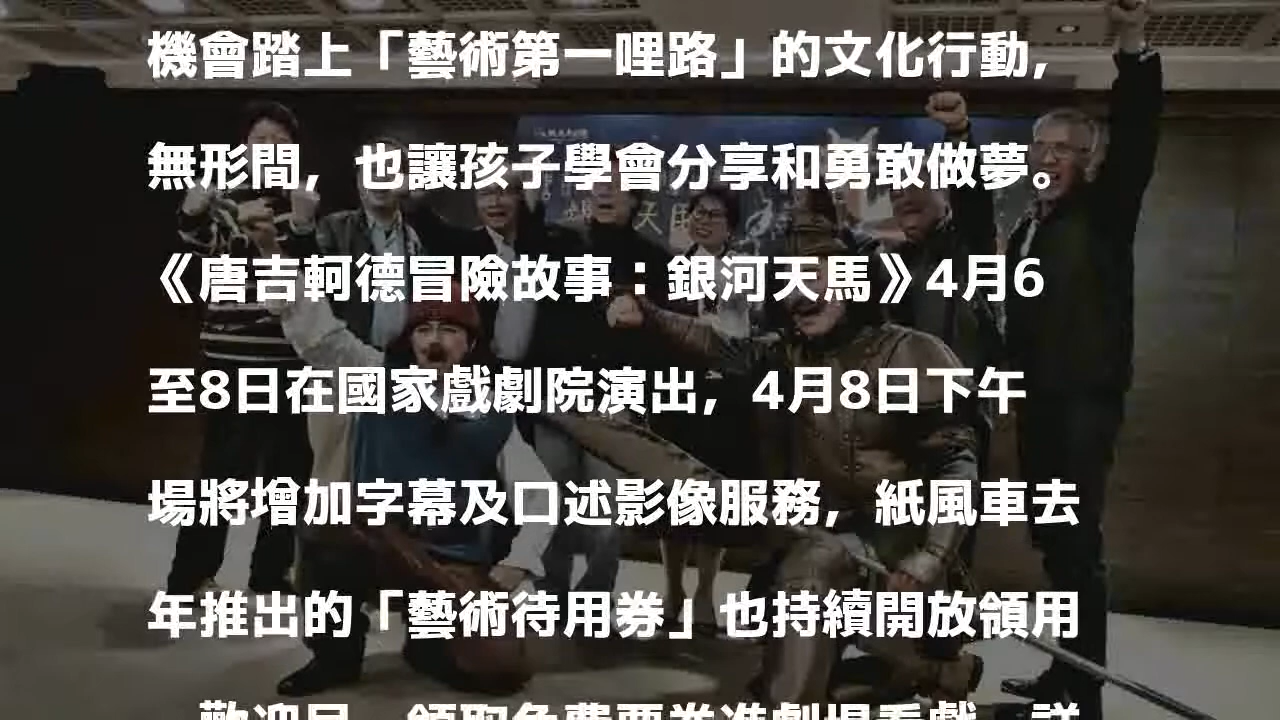 機會踏上「藝術第一哩路」的文化行動，
無形間，也讓孩子學會分享和勇敢做夢。
《唐吉軻德冒險故事：銀河天馬》4月6
至8日在國家戲劇院演出，4月8日下午
場將增加字幕及口述影像服務，紙風車去
年推出的「藝術待用券」也持續開放領用
天馬